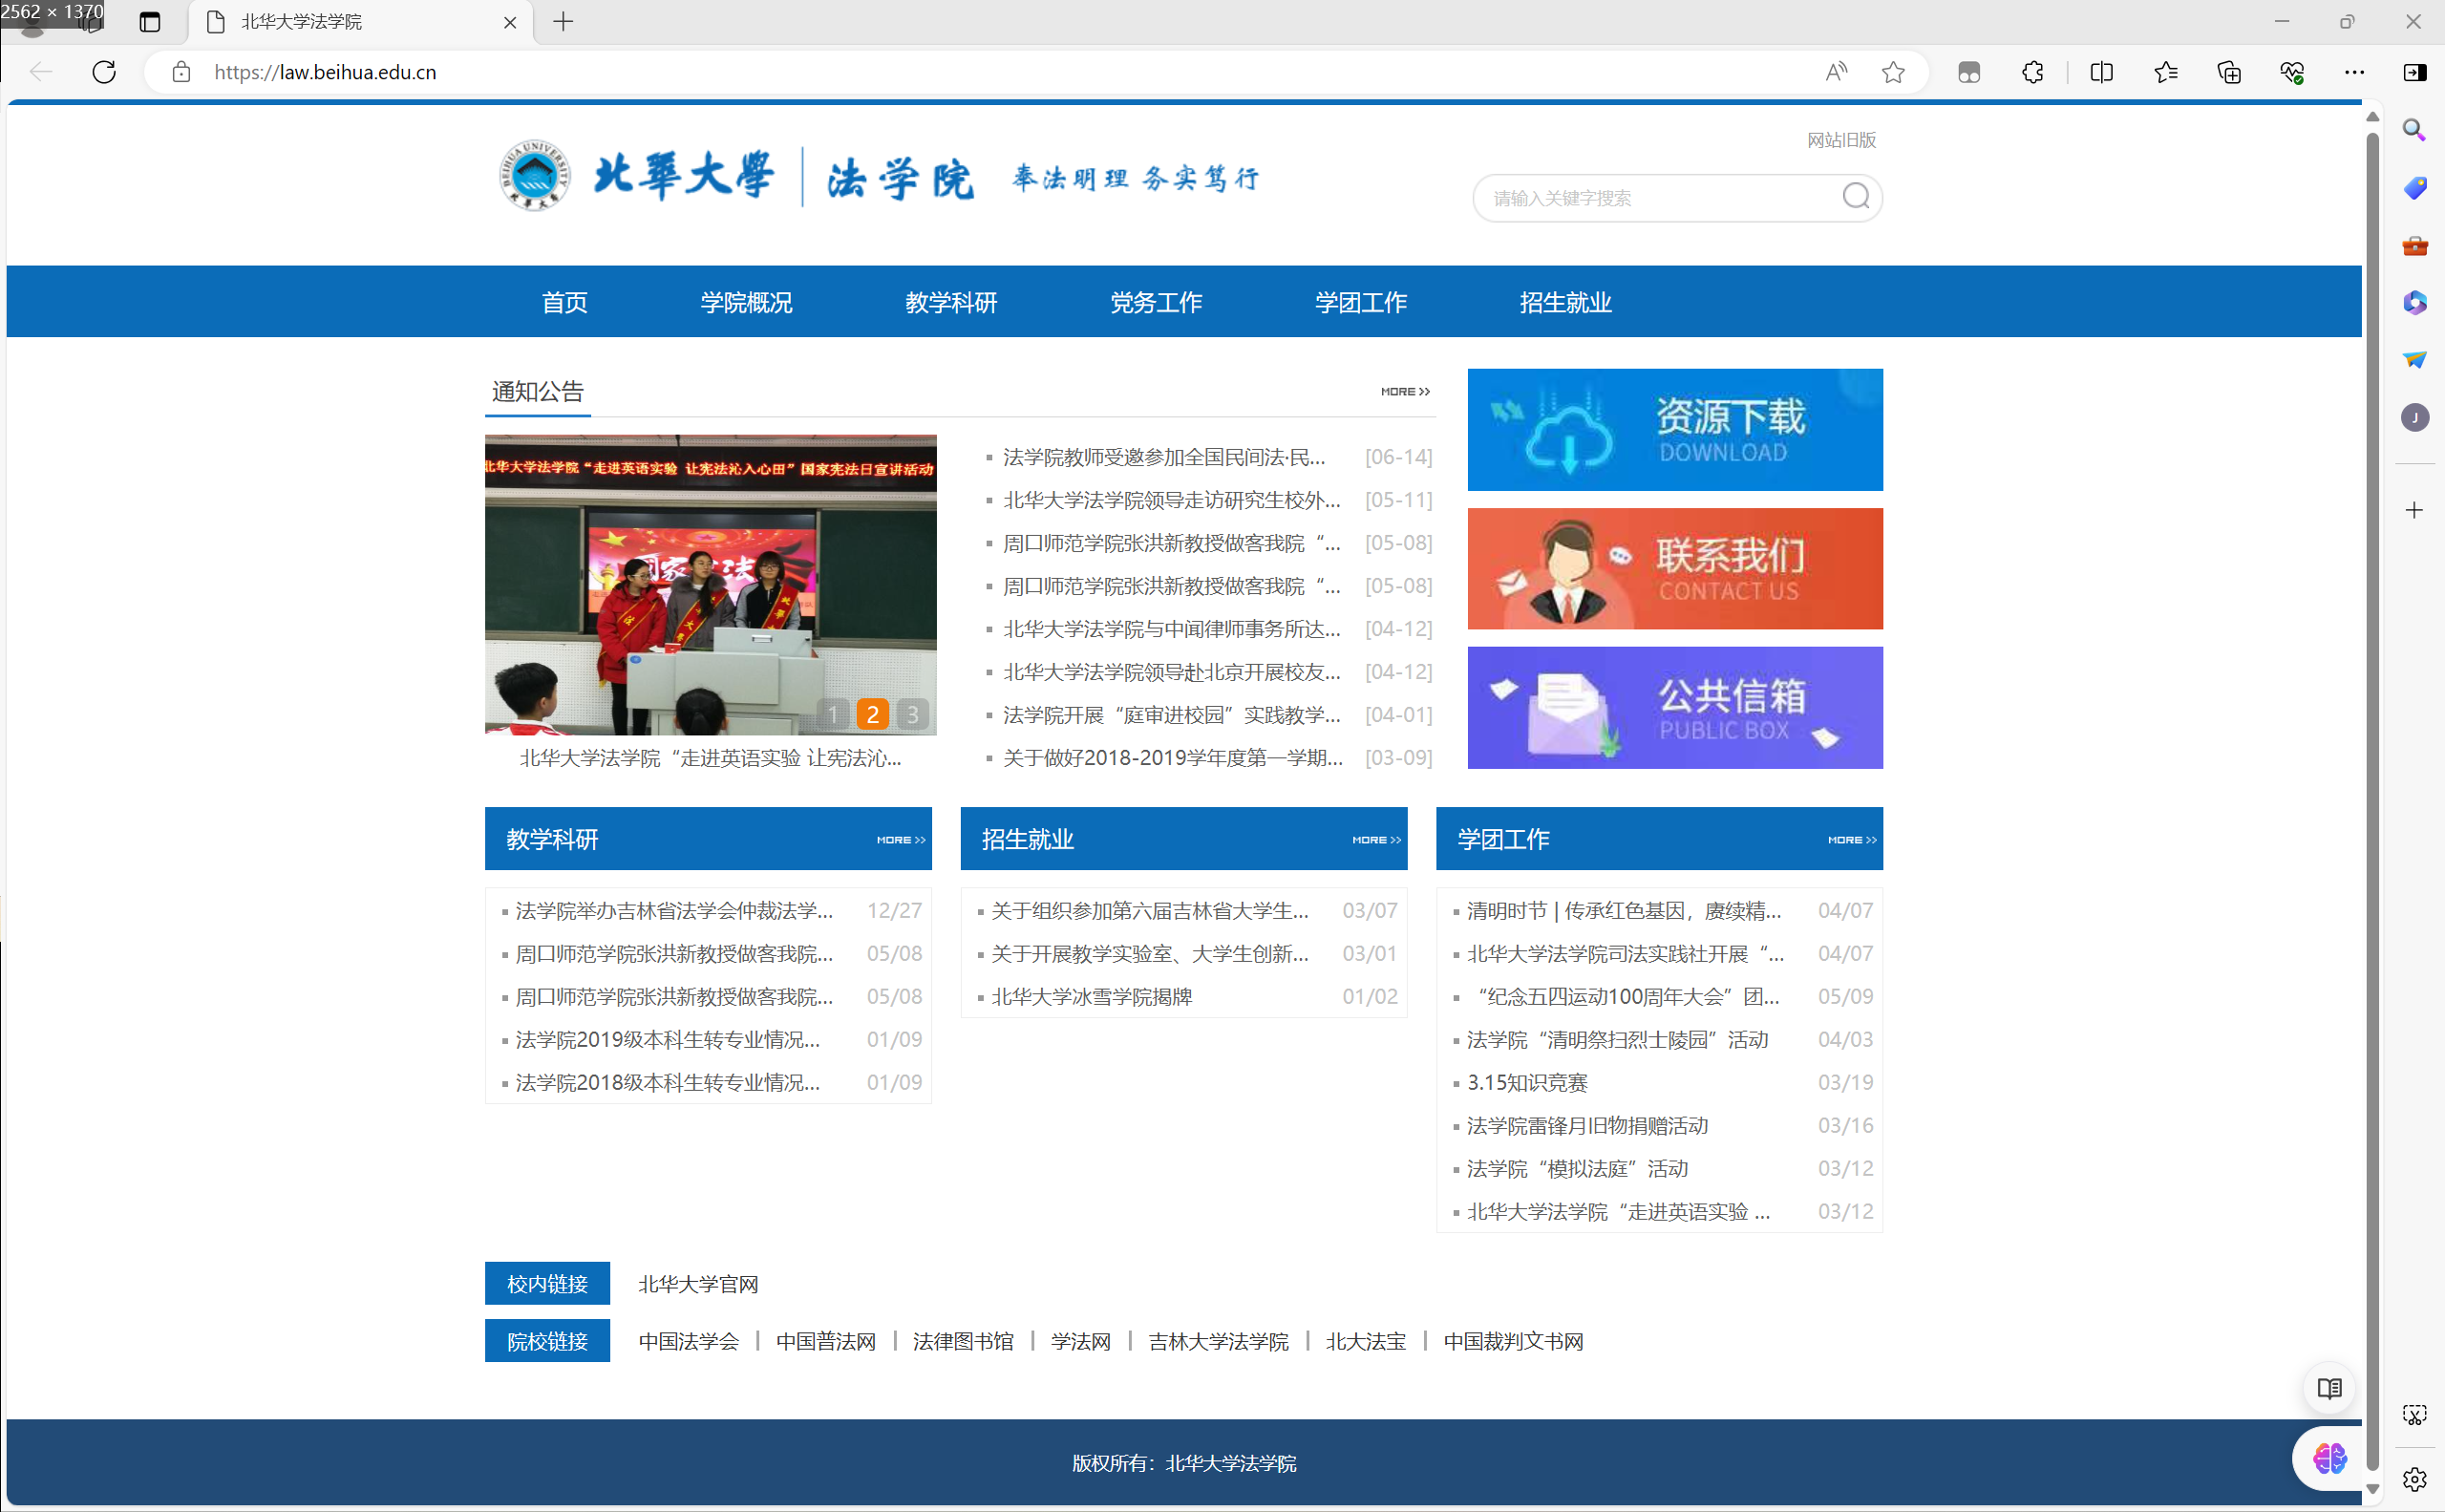 2562 × 1370
北华大学法学院
https://law.beihua.edu.cn
网站旧版
BEIHUA UNIVERSITY
北华大学
北華大學 法学院 奉法明理 务实笃行
请输入关键字搜索
首页 学院概况 教学科研 党务工作 学团工作 招生就业
通知公告 MORE >>
北华大学法学院“走进英语实验 让宪法沁入心田”国家宪法日宣讲活动
1 2 3
北华大学法学院“走进英语实验 让宪法沁...
法学院教师受邀参加全国民间法·民... [06-14]
北华大学法学院领导走访研究生校外... [05-11]
周口师范学院张洪新教授做客我院“... [05-08]
周口师范学院张洪新教授做客我院“... [05-08]
北华大学法学院与中闻律师事务所达... [04-12]
北华大学法学院领导赴北京开展校友... [04-12]
法学院开展“庭审进校园”实践教学... [04-01]
关于做好2018-2019学年度第一学期... [03-09]
资源下载
DOWNLOAD
联系我们
CONTACT US
公共信箱
PUBLIC BOX
J
教学科研 MORE >>
法学院举办吉林省法学会仲裁法学... 12/27
周口师范学院张洪新教授做客我院... 05/08
周口师范学院张洪新教授做客我院... 05/08
法学院2019级本科生转专业情况... 01/09
法学院2018级本科生转专业情况... 01/09
招生就业 MORE >>
关于组织参加第六届吉林省大学生... 03/07
关于开展教学实验室、大学生创新... 03/01
北华大学冰雪学院揭牌 01/02
学团工作 MORE >>
清明时节 | 传承红色基因，赓续精... 04/07
北华大学法学院司法实践社开展“... 04/07
“纪念五四运动100周年大会”团... 05/09
法学院“清明祭扫烈士陵园”活动 04/03
3.15知识竞赛 03/19
法学院雷锋月旧物捐赠活动 03/16
法学院“模拟法庭”活动 03/12
北华大学法学院“走进英语实验 ... 03/12
校内链接 北华大学官网
院校链接 中国法学会 | 中国普法网 | 法律图书馆 | 学法网 | 吉林大学法学院 | 北大法宝 | 中国裁判文书网
版权所有：北华大学法学院